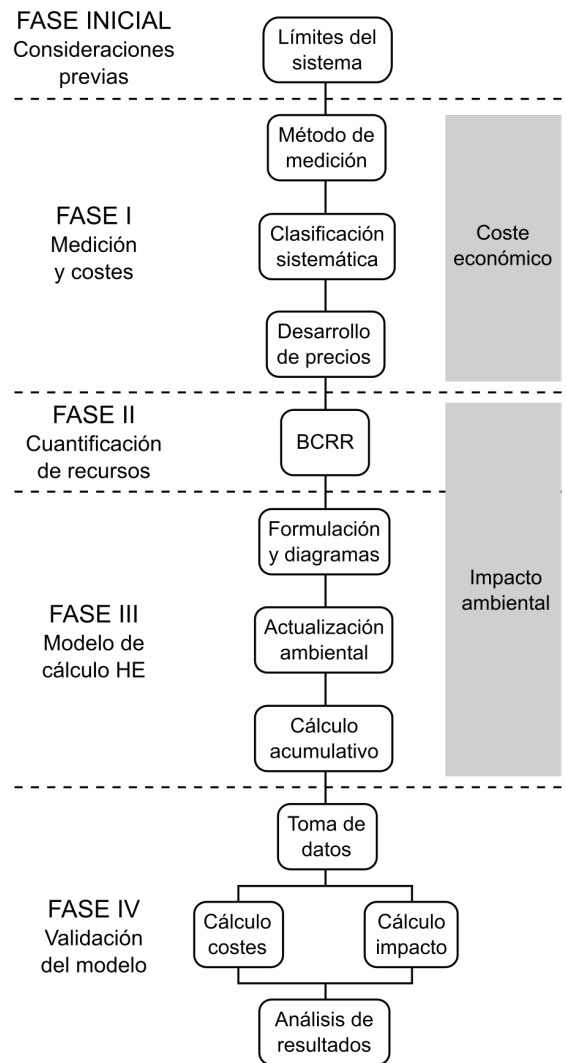 FASE INICIAL
Consideraciones
previas
Límites del
sistema
FASE I
Medición
y costes
Método de
medición
Clasificación
sistemática
Desarrollo
de precios
Coste
económico
FASE II
Cuantificación
de recursos
BCRR
FASE III
Modelo de
cálculo HE
Formulación
y diagramas
Actualización
ambiental
Cálculo
acumulativo
Impacto
ambiental
FASE IV
Validación
del modelo
Toma de
datos
Cálculo
costes
Cálculo
impacto
Análisis de
resultados